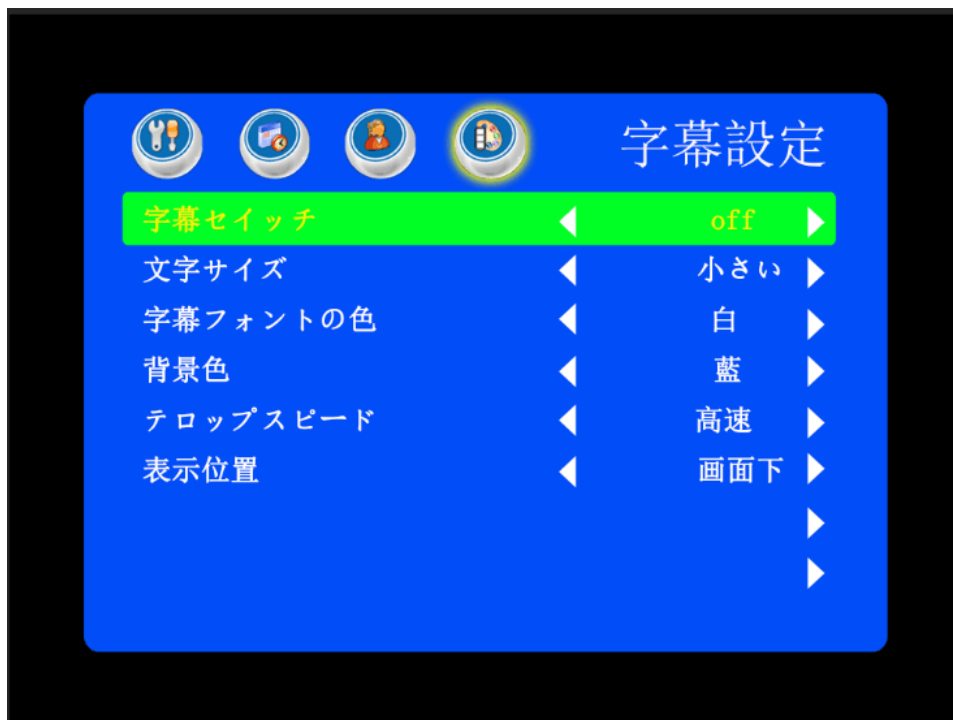 字幕設定
字幕セイッチ off
文字サイズ 小さい
字幕フォントの色 白
背景色 藍
テロップスピード 高速
表示位置 画面下